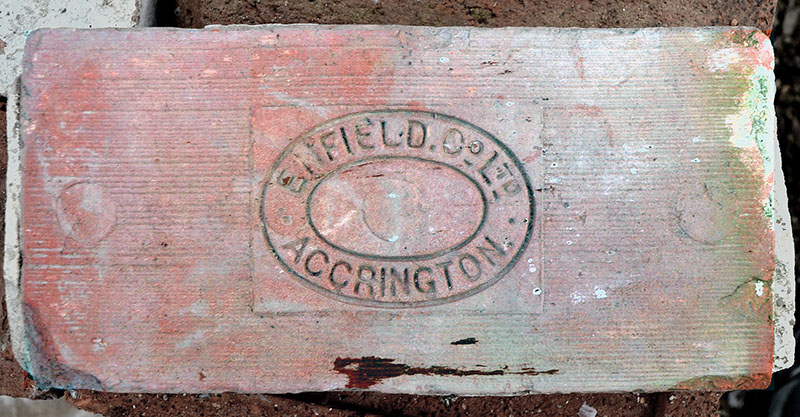 ENFIELD. Co LTD
ACCRINGTON.